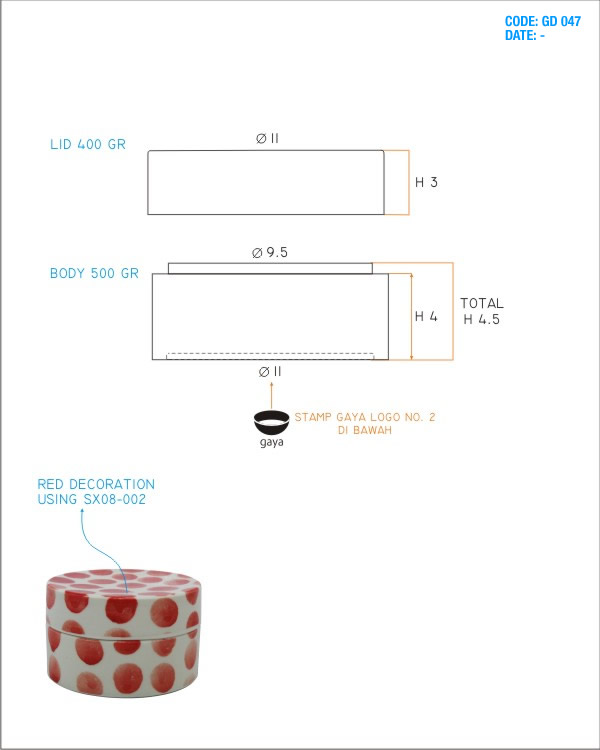 CODE: GD 047
DATE: -
LID 400 GR
Ø 11
H 3
BODY 500 GR
Ø 9.5
H 4
TOTAL
H 4.5
Ø 11
STAMP GAYA LOGO NO. 2
DI BAWAH
gaya
RED DECORATION
USING SX08-002